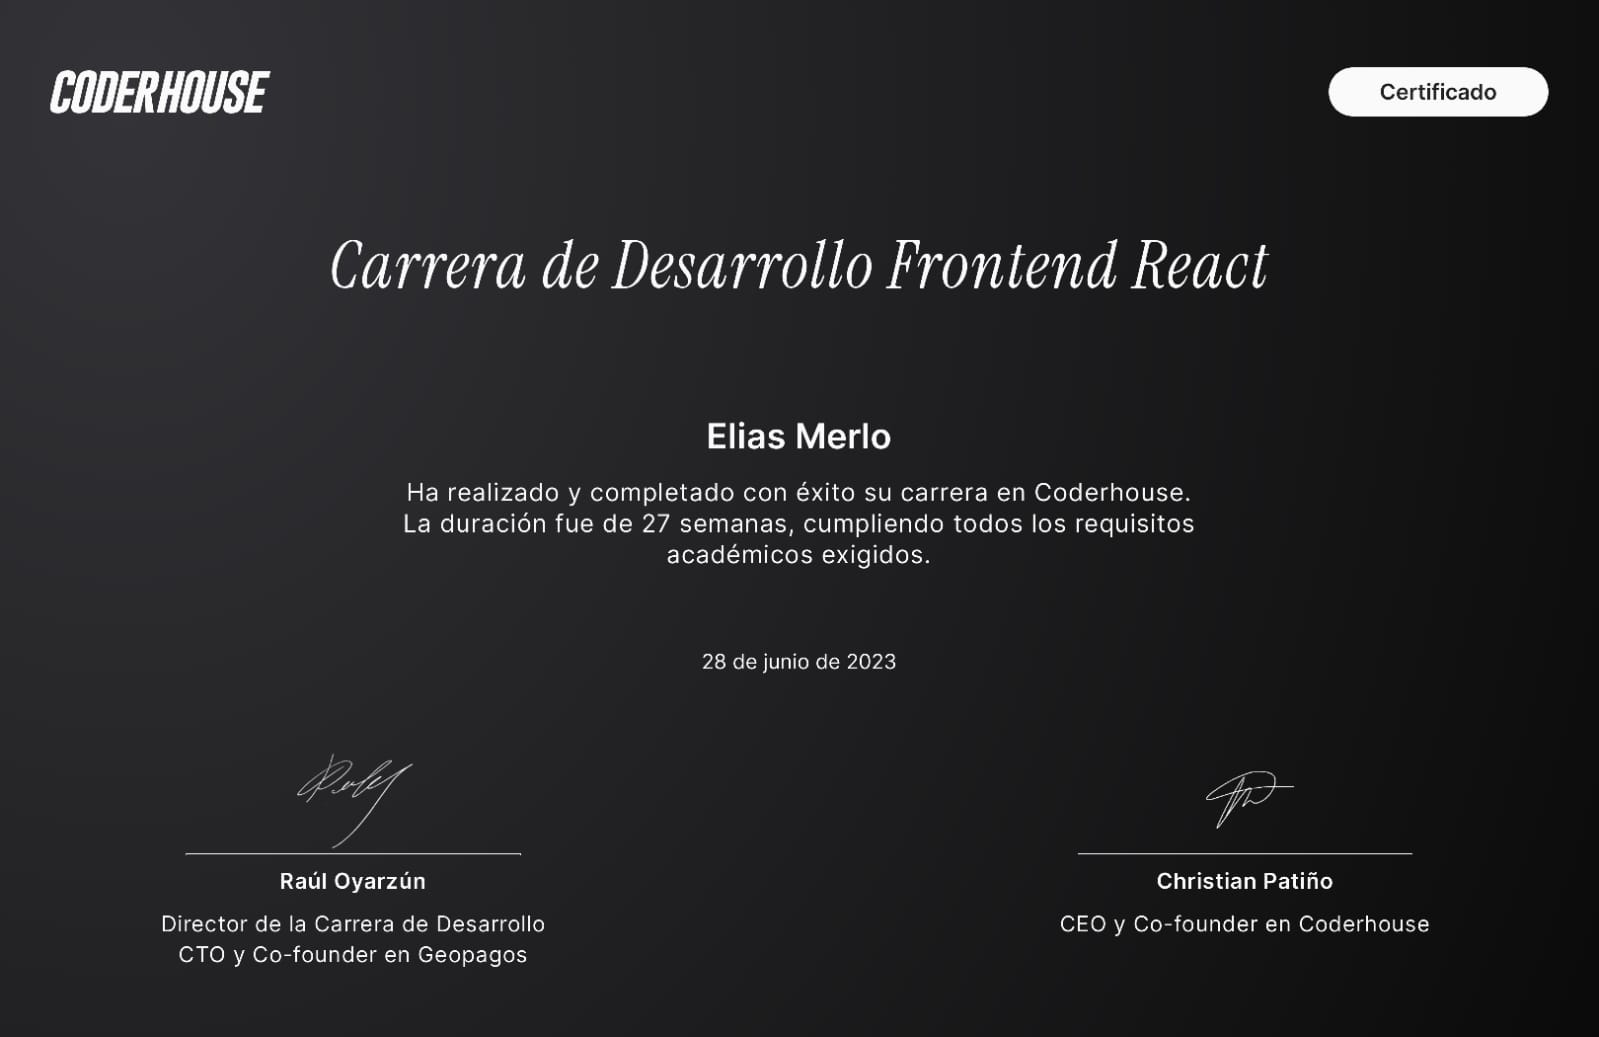 CODERHOUSE
Certificado
Carrera de Desarrollo Frontend React
Elias Merlo
Ha realizado y completado con éxito su carrera en Coderhouse.
La duración fue de 27 semanas, cumpliendo todos los requisitos
académicos exigidos.
28 de junio de 2023
Raúl Oyarzún
Director de la Carrera de Desarrollo
CTO y Co-founder en Geopagos
Christian Patiño
CEO y Co-founder en Coderhouse